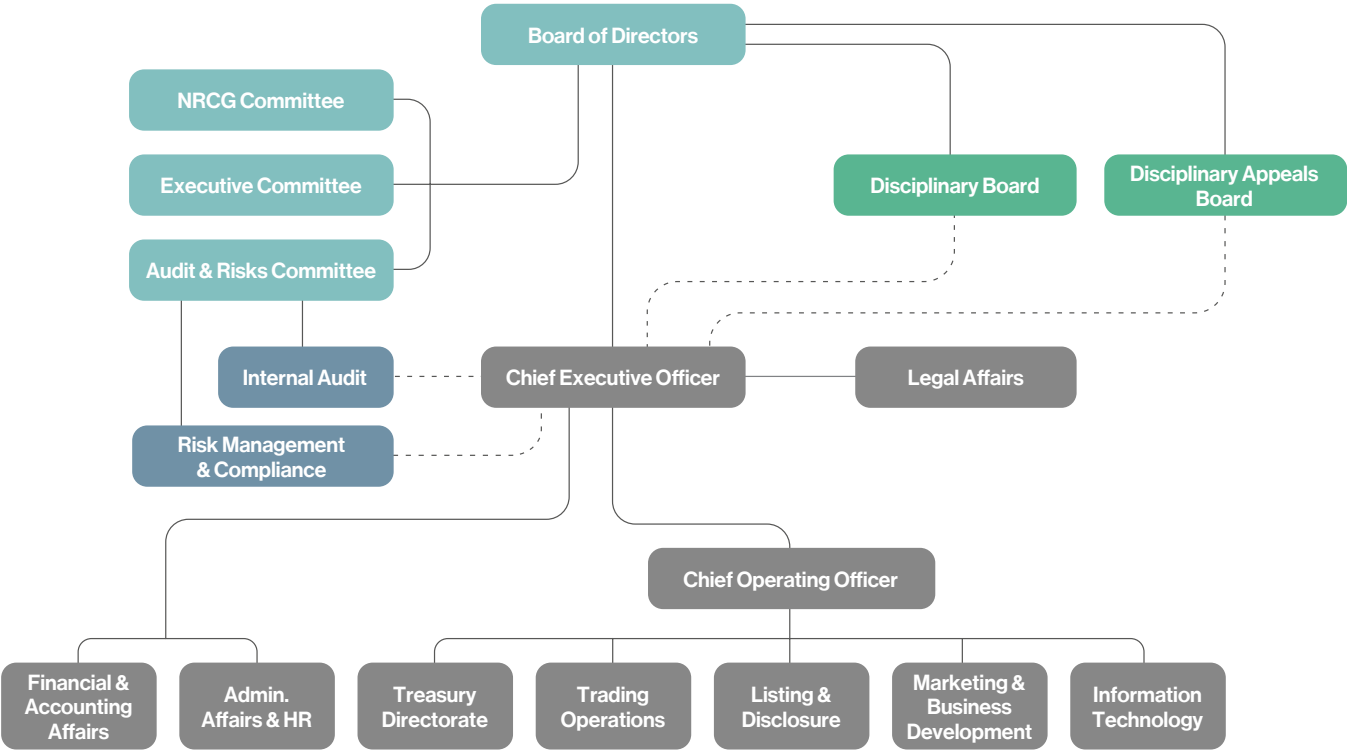 Board of Directors
NRCG Committee
Executive Committee
Disciplinary Board
Disciplinary Appeals
Board
Audit & Risks Committee
Internal Audit
Chief Executive Officer
Legal Affairs
Risk Management
& Compliance
Chief Operating Officer
Financial &
Accounting
Affairs
Admin.
Affairs & HR
Treasury
Directorate
Trading
Operations
Listing &
Disclosure
Marketing &
Business
Development
Information
Technology